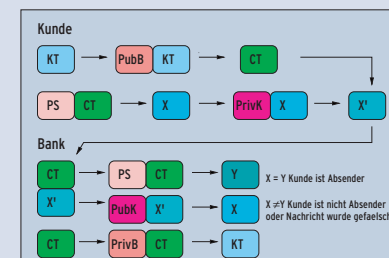 Kunde
KT PubB KT CT
PS CT X PrivK X X'
Bank
CT PS CT Y X = Y Kunde ist Absender
X' PubK X' X X ≠Y Kunde ist nicht Absender
oder Nachricht wurde gefaelscht
CT PrivB CT KT